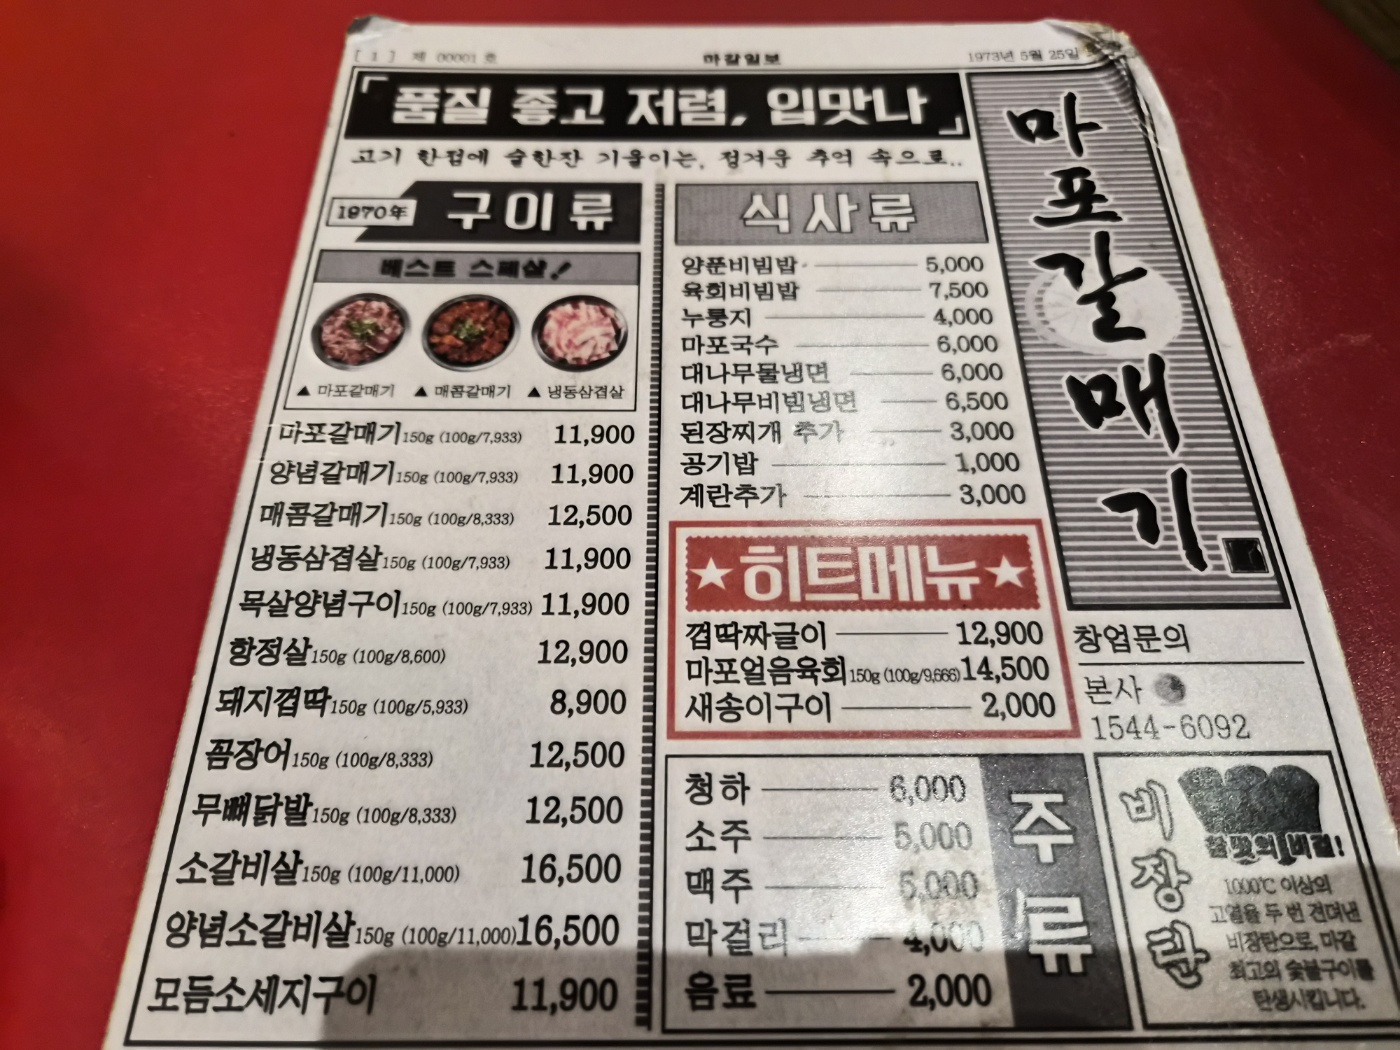 [ 1 ] 제 00001 호
마갈일보
1973년 5월 25일
「품질 좋고 저렴, 입맛나」
고기 한점에 술한잔 기울이는, 정겨운 추억 속으로..
1970年 구이류
베스트 스페샬!
▲ 마포갈매기 ▲ 매콤갈매기 ▲ 냉동삼겹살
마포갈매기150g (100g/7,933) 11,900
양념갈매기150g (100g/7,933) 11,900
매콤갈매기150g (100g/8,333) 12,500
냉동삼겹살150g (100g/7,933) 11,900
목살양념구이150g (100g/7,933) 11,900
항정살150g (100g/8,600) 12,900
돼지껍딱150g (100g/5,933) 8,900
꼼장어150g (100g/8,333) 12,500
무뼈닭발150g (100g/8,333) 12,500
소갈비살150g (100g/11,000) 16,500
양념소갈비살150g (100g/11,000)16,500
모듬소세지구이 11,900
식사류
양푼비빔밥 5,000
육회비빔밥 7,500
누룽지 4,000
마포국수 6,000
대나무물냉면 6,000
대나무비빔냉면 6,500
된장찌개 추가 3,000
공기밥 1,000
계란추가 3,000
★히트메뉴★
껍딱짜글이 12,900
마포얼음육회150g (100g/9,666)14,500
새송이구이 2,000
청하 6,000
소주 5,000
맥주 5,000
막걸리 4,000
음료 2,000
주류
마포갈매기
창업문의
본사
1544-6092
비장탄
참맛의 비결!
1000℃ 이상의
고열을 두 번 견뎌낸
비장탄으로, 마갈
최고의 숯불구이를
탄생시킵니다.